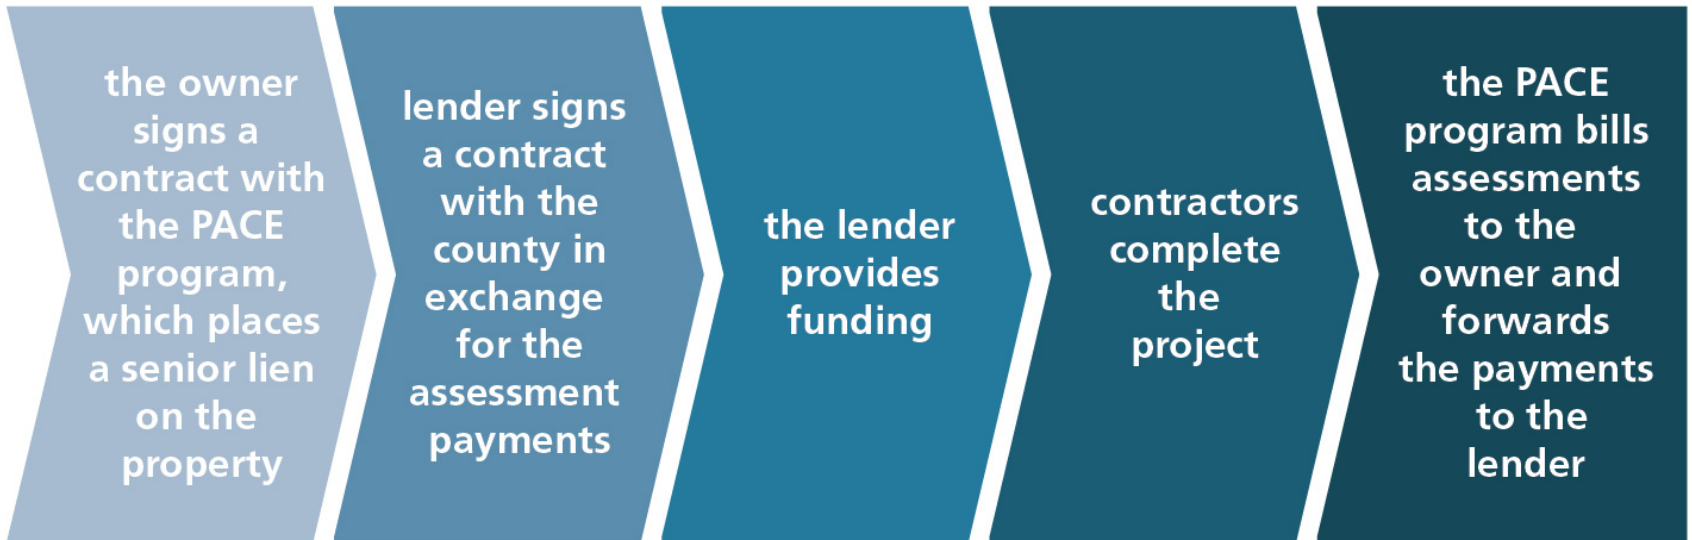 the owner
signs a
contract with
the PACE
program,
which places
a senior lien
on the
property
lender signs
a contract
with the
county in
exchange
for the
assessment
payments
the lender
provides
funding
contractors
complete
the
project
the PACE
program bills
assessments
to the
owner and
forwards
the payments
to the
lender